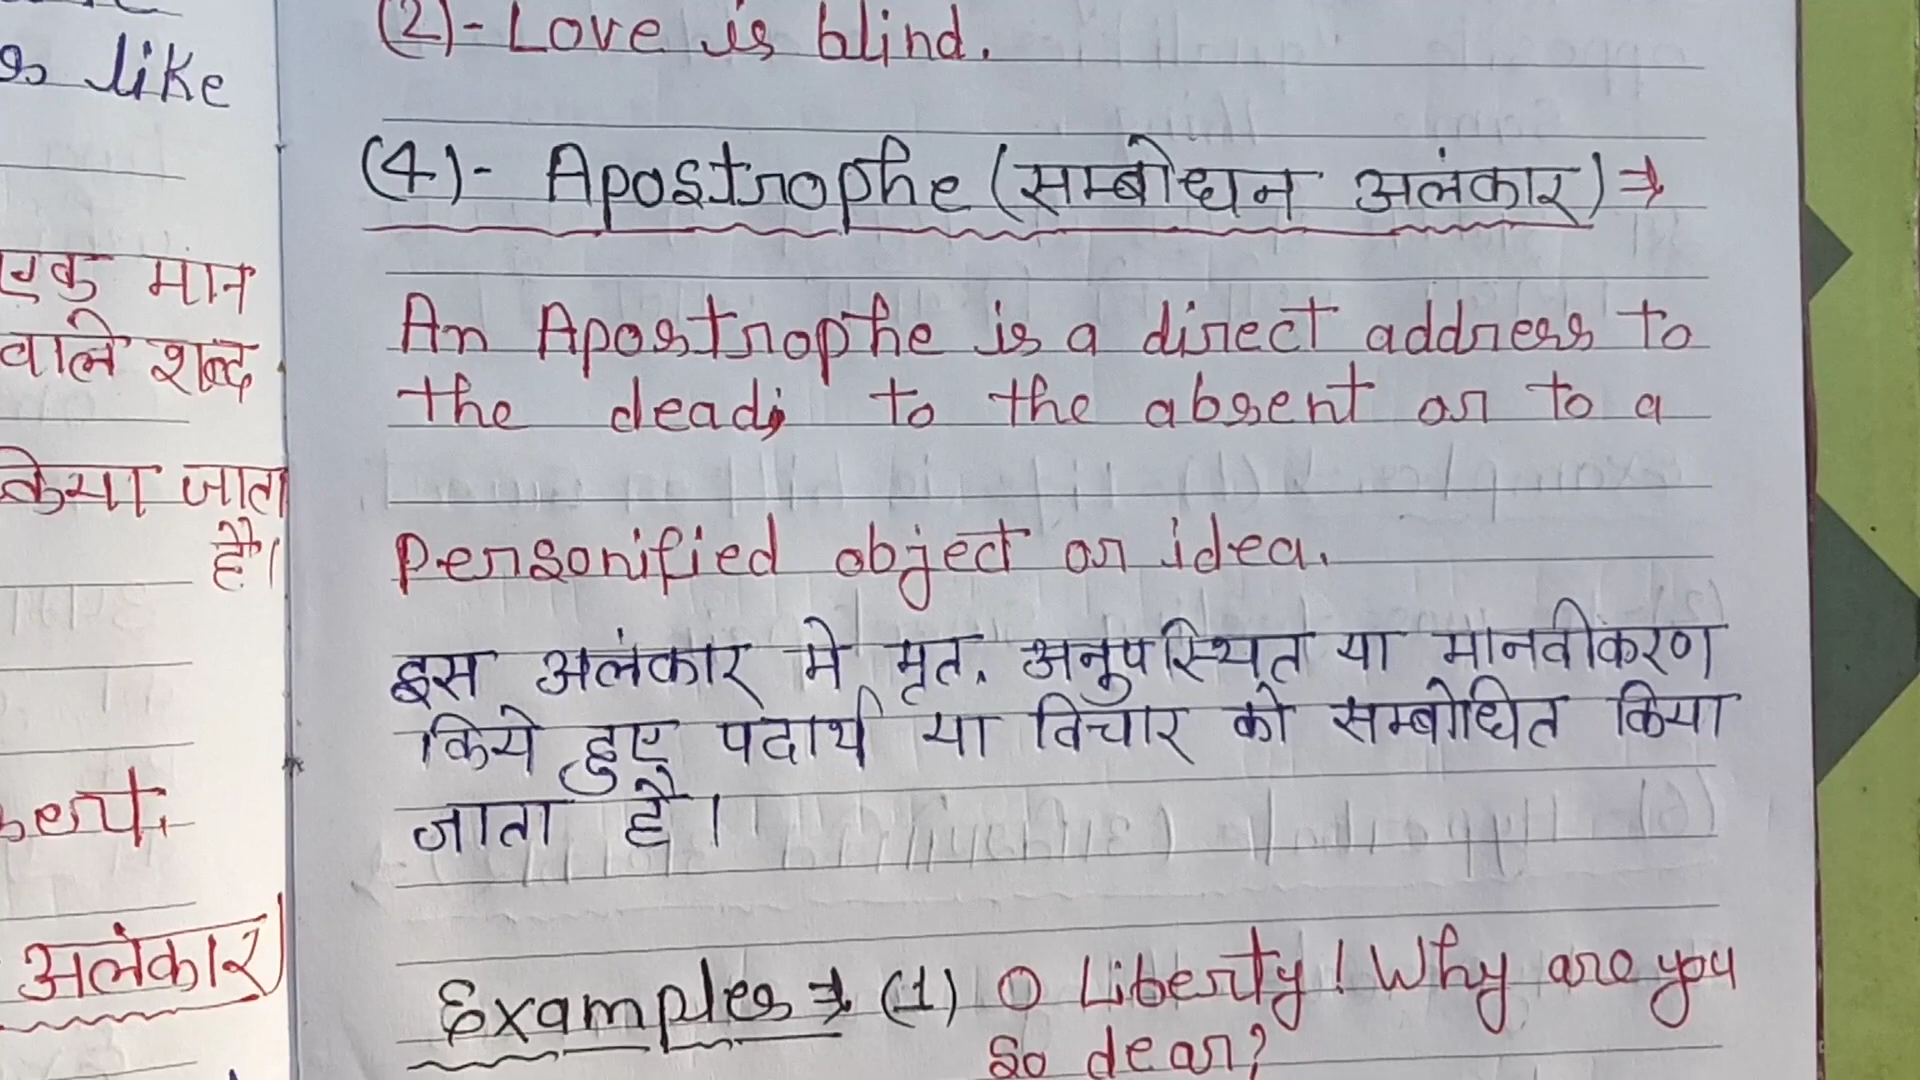 like
एक मान
वाले शब्द
किया जाता
है।
अलंकार
(2)- Love is blind.
(4)- Apostrophe (सम्बोधन अलंकार) ⇒
An Apostrophe is a direct address to
the dead, to the absent or to a
Personified object or idea.
इस अलंकार मे मृत, अनुपस्थित या मानवीकरण
किये हुए पदार्थ या विचार को सम्बोधित किया
जाता है।
Examples ⇒ (1) O Liberty! Why are you
so dear?